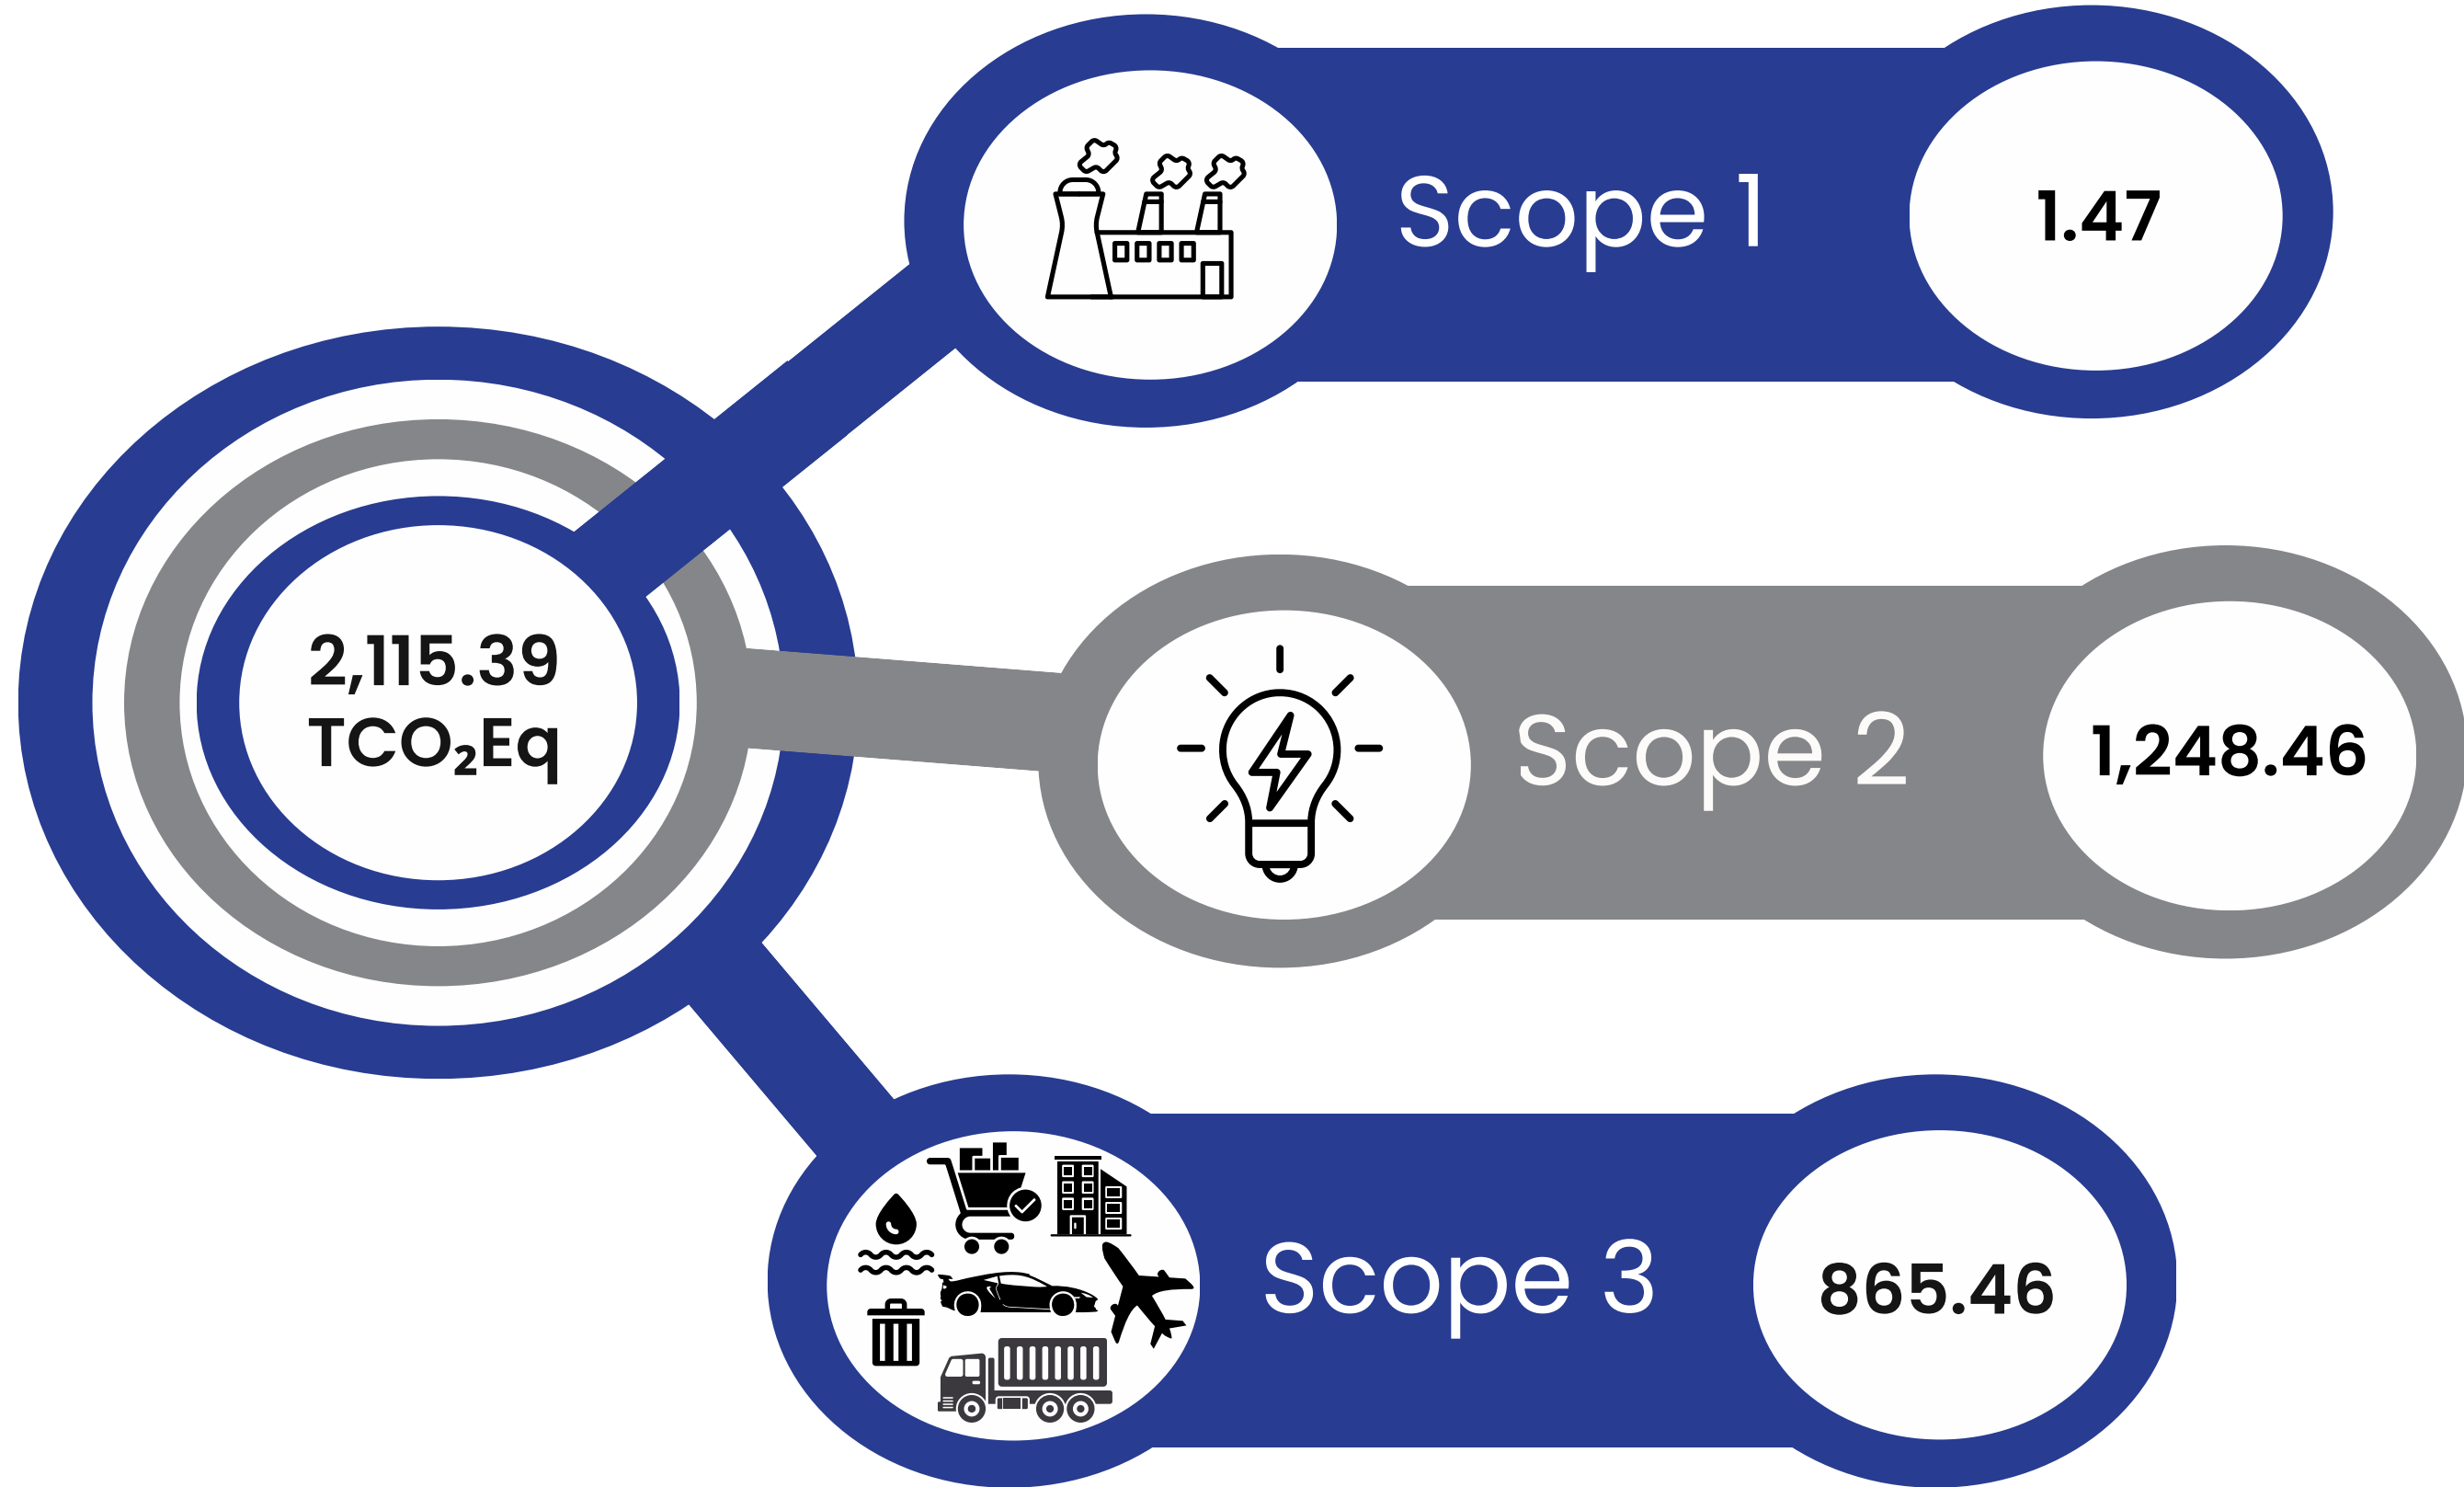 2,115.39
TCO₂Eq
Scope 1
1.47
Scope 2
1,248.46
Scope 3
865.46